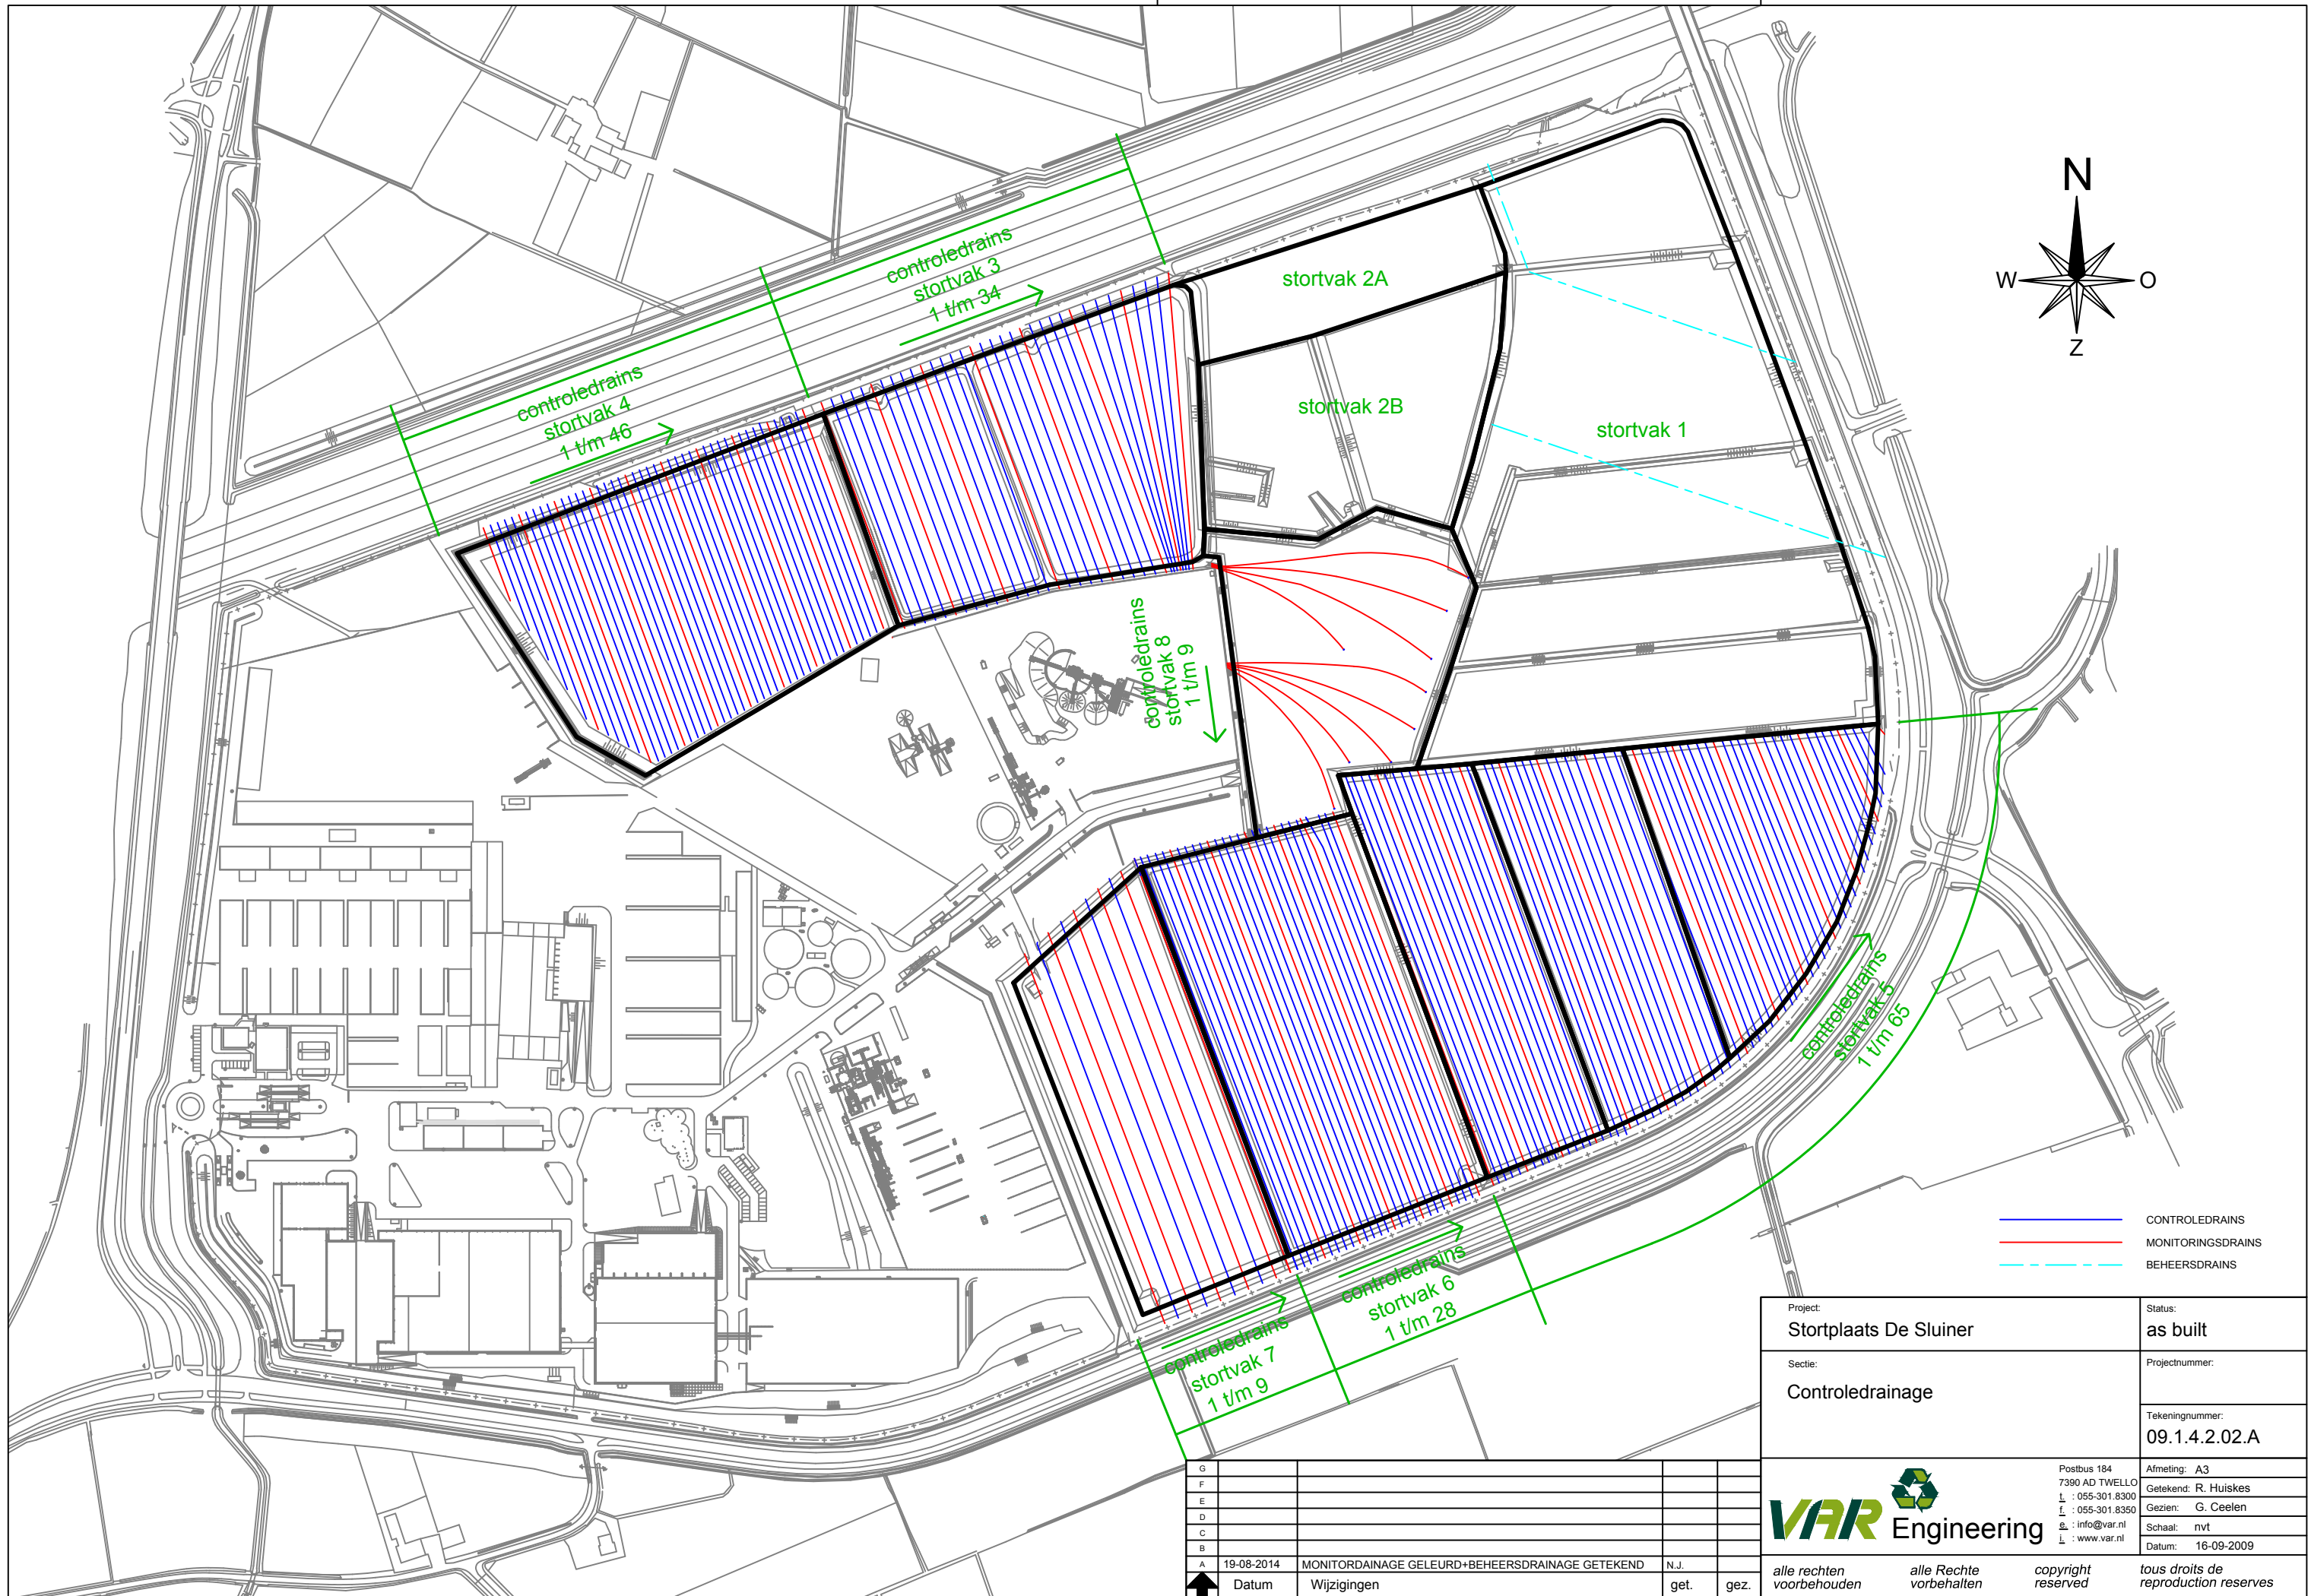 N
W
O
Z
controledrains
stortvak 3
1 t/m 34
controledrains
stortvak 4
1 t/m 46
stortvak 2A
stortvak 2B
stortvak 1
controledrains
stortvak 8
1 t/m 9
controledrains
stortvak 5
1 t/m 65
controledrains
stortvak 6
1 t/m 28
controledrains
stortvak 7
1 t/m 9
CONTROLEDRAINS
MONITORINGSDRAINS
BEHEERSDRAINS
Project:
Stortplaats De Sluiner
Status:
as built
Sectie:
Controledrainage
Projectnummer:
Tekeningnummer:
09.1.4.2.02.A
VAR Engineering
Postbus 184
7390 AD TWELLO
t. : 055-301.8300
f. : 055-301.8350
e. : info@var.nl
i. : www.var.nl
Afmeting: A3
Getekend: R. Huiskes
Gezien: G. Ceelen
Schaal: nvt
Datum: 16-09-2009
alle rechten voorbehouden
alle Rechte vorbehalten
copyright reserved
tous droits de reproduction reserves
G
F
E
D
C
B
A 19-08-2014 MONITORDAINAGE GELEURD+BEHEERSDRAINAGE GETEKEND N.J.
Datum Wijzigingen get. gez.